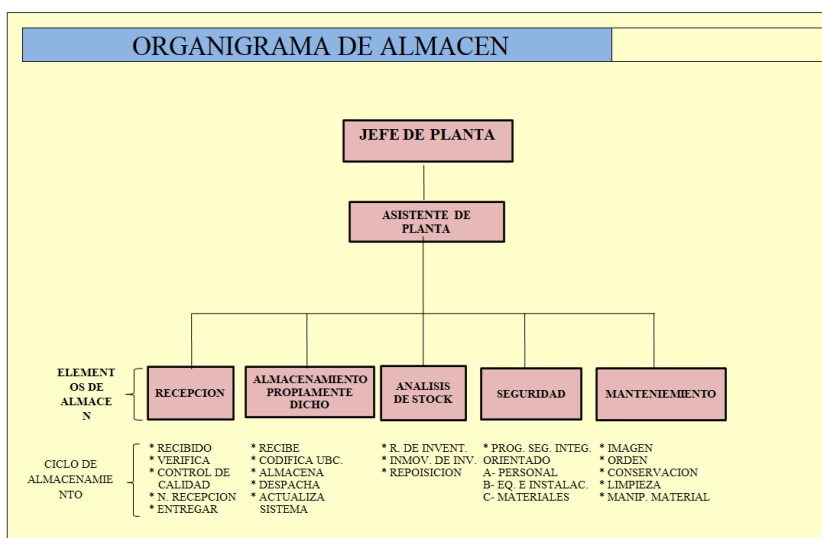 ORGANIGRAMA DE ALMACEN
JEFE DE PLANTA
ASISTENTE DE
PLANTA
ELEMENT
OS DE
ALMACE
N
RECEPCION
ALMACENAMIENTO
PROPIAMENTE
DICHO
ANALISIS
DE STOCK
SEGURIDAD
MANTENIEMIENTO
CICLO DE
ALMACENAMIE
NTO
* RECIBIDO
* VERIFICA
* CONTROL DE
CALIDAD
* N. RECEPCION
* ENTREGAR
* RECIBE
* CODIFICA UBC.
* ALMACENA
* DESPACHA
* ACTUALIZA
SISTEMA
* R. DE INVENT.
* INMOV. DE INV.
* REPOISICION
* PROG. SEG. INTEG.
ORIENTADO
A- PERSONAL
B- EQ. E INSTALAC.
C- MATERIALES
* IMAGEN
* ORDEN
* CONSERVACION
* LIMPIEZA
* MANIP. MATERIAL